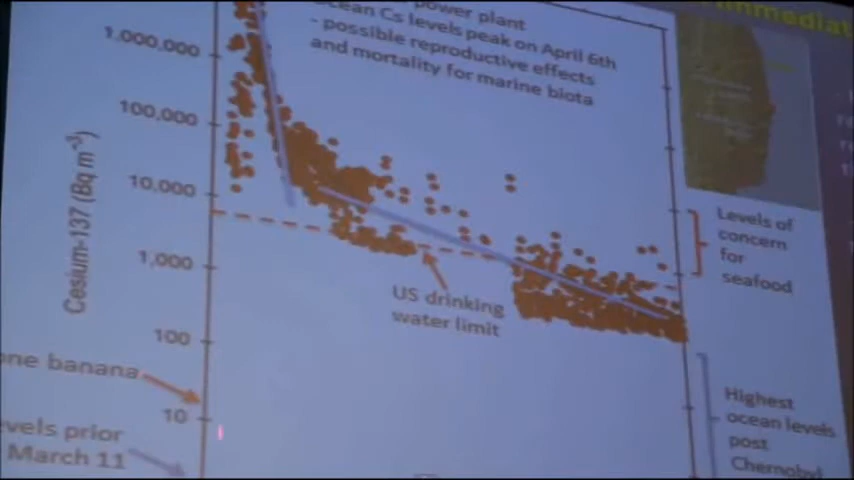 power plant
ocean Cs levels peak on April 6th
- possible reproductive effects
and mortality for marine biota
immediat
1,000,000
100,000
10,000
1,000
100
10
Cesium-137 (Bq m⁻³)
US drinking
water limit
Levels of
concern
for
seafood
Highest
ocean levels
post
Chernobyl
one banana
evels prior
March 11